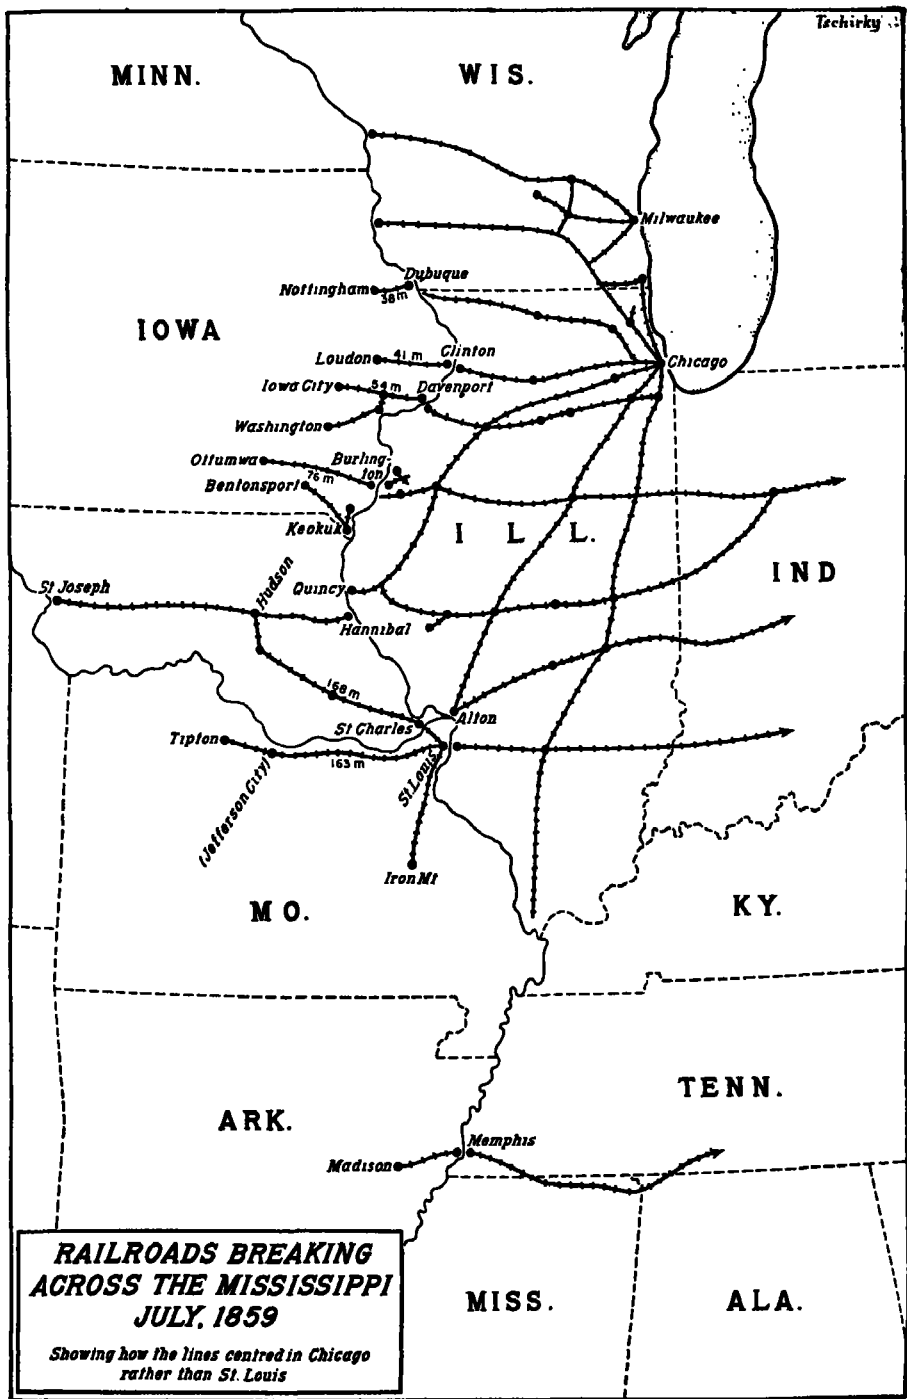 Tschirky
MINN.
WIS.
Milwaukee
Dubuque
Nottingham
38m
IOWA
Clinton
Loudon
41 m
Chicago
Iowa City
54 m
Davenport
Washington
Ottumwa
Burling-
ton
76 m
Bentonsport
Keokuk
ILL.
IND
St Joseph
Hudson
Quincy
Hannibal
168 m
St Charles
Alton
Tipton
163 m
St. Louis
(Jefferson City)
Iron Mt
MO.
KY.
TENN.
ARK.
Memphis
Madison
RAILROADS BREAKING
ACROSS THE MISSISSIPPI
JULY, 1859
Showing how the lines centred in Chicago
rather than St. Louis
MISS.
ALA.